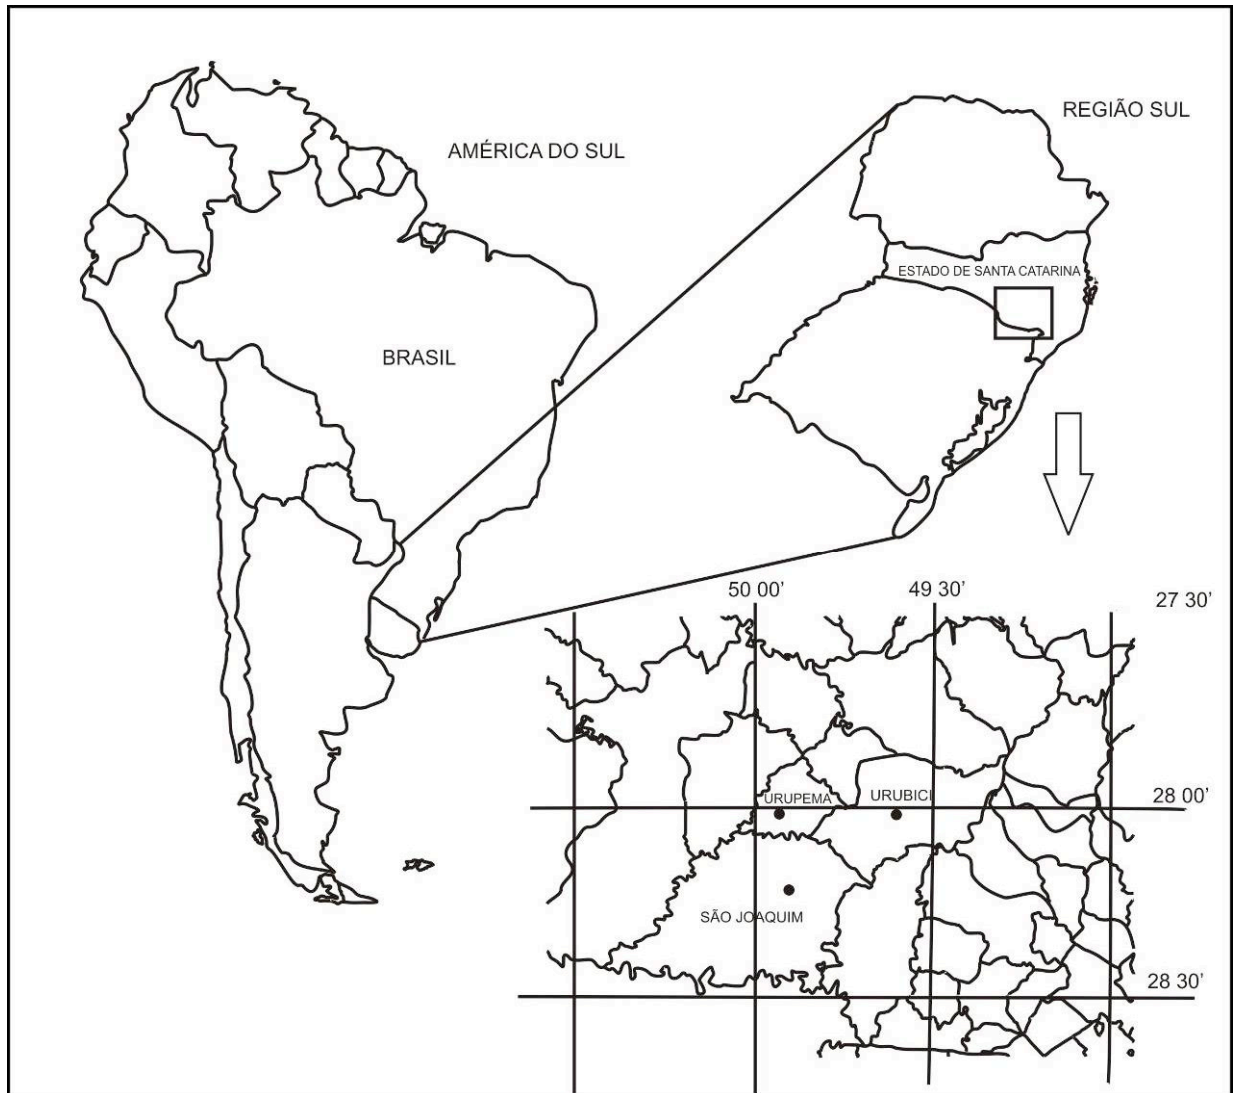 REGIÃO SUL
AMÉRICA DO SUL
ESTADO DE SANTA CATARINA
BRASIL
50 00'
49 30'
27 30'
URUPEMA
URUBICI
28 00'
SÃO JOAQUIM
28 30'